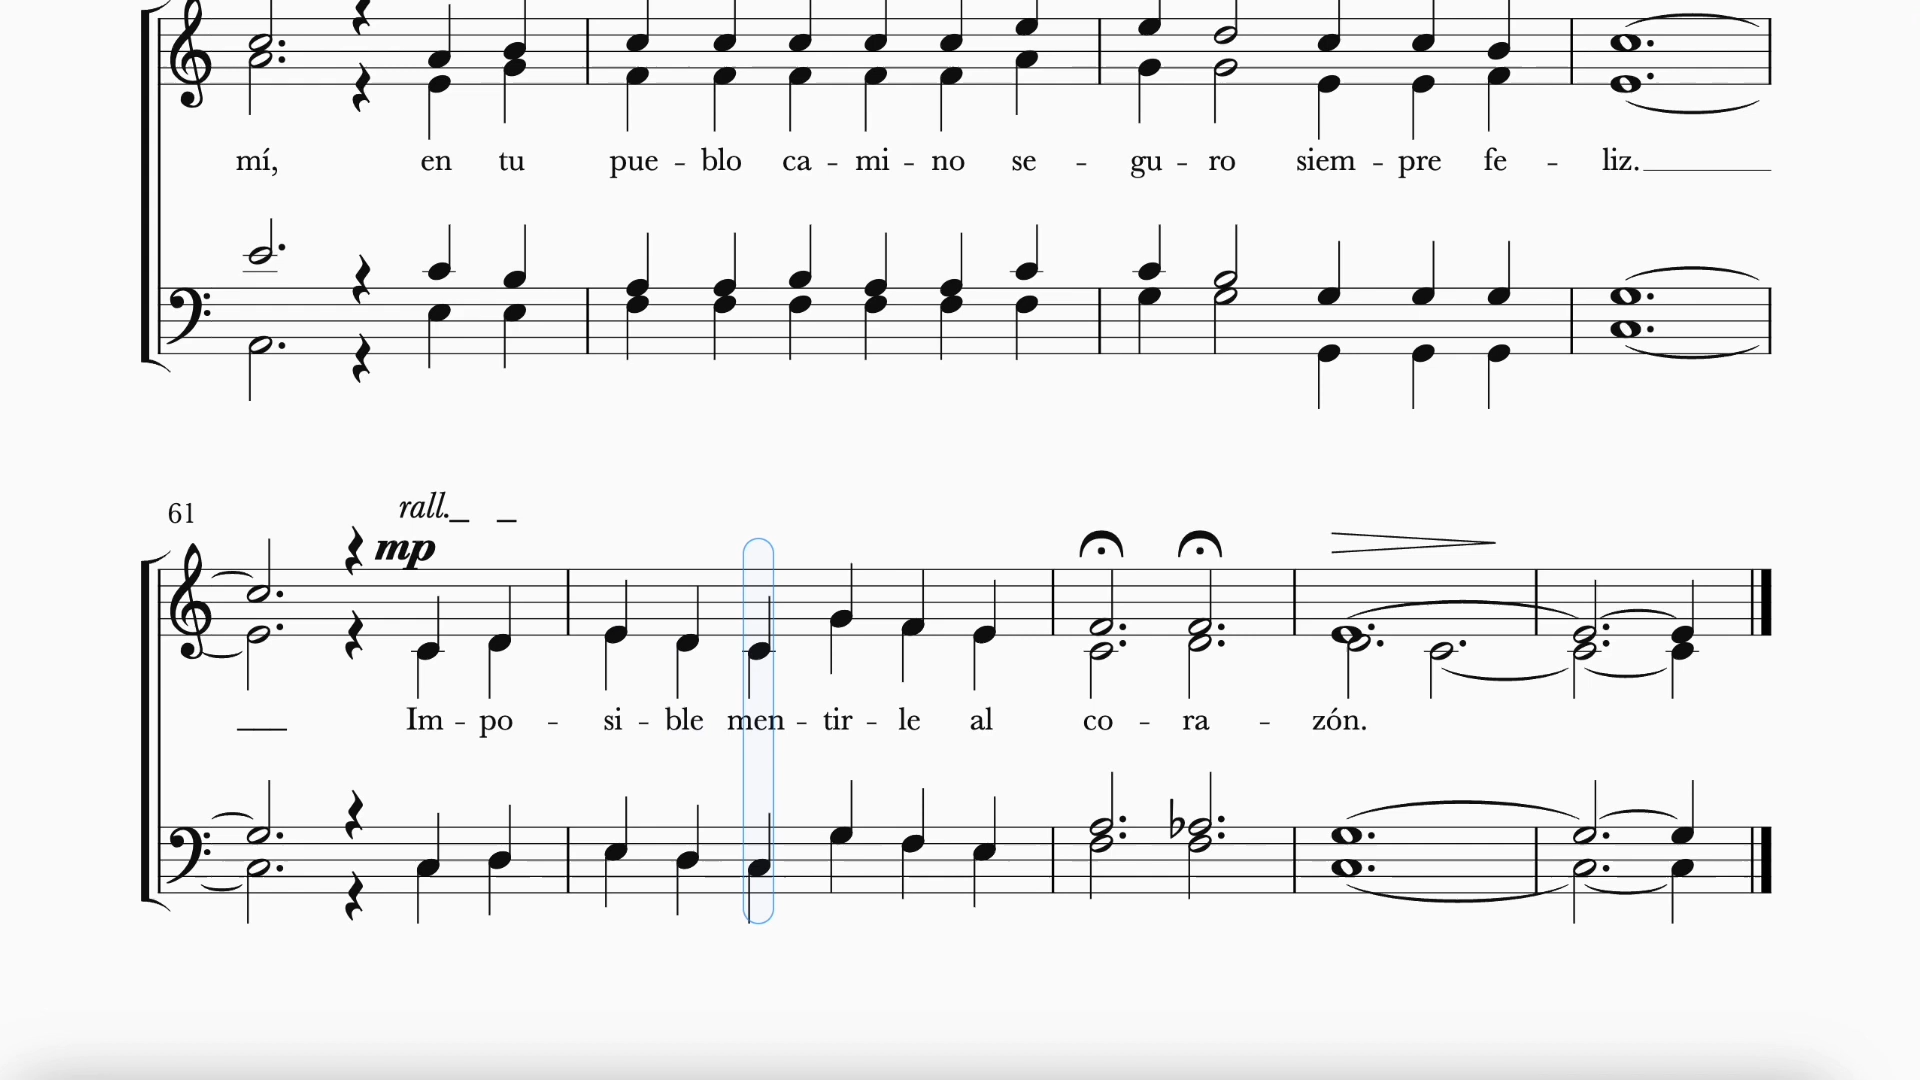 mí, en tu pue - blo ca - mi - no se - gu - ro siem - pre fe - liz.
61
rall.
mp
Im - po - si - ble men - tir - le al co - ra - zón.